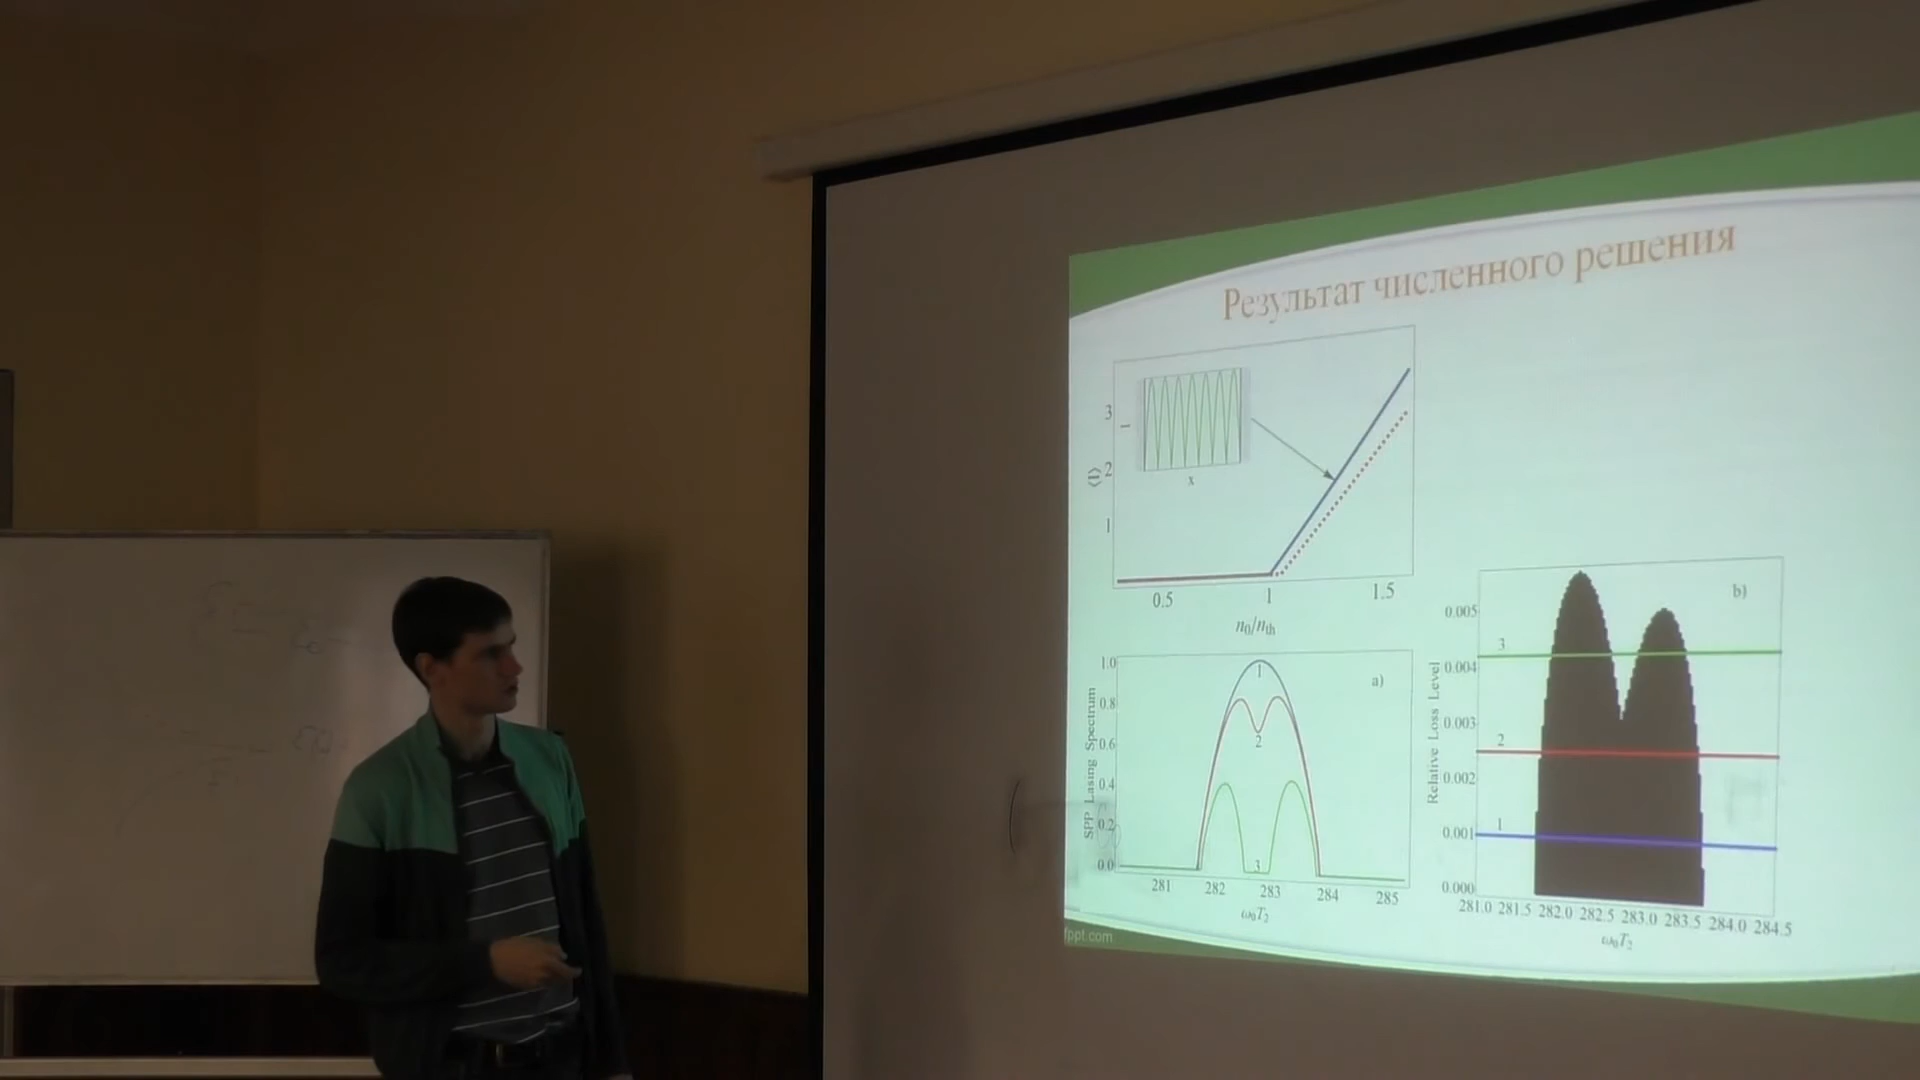 Результат численного решения
3
2
1
⟨I⟩
I
x
0.5 1 1.5
n₀/nₜₕ
1.0
0.8
0.6
0.4
0.2
0.0
SPP Lasing Spectrum
a)
1
2
3
281 282 283 284 285
ω₀T₂
b)
0.005
0.004
0.003
0.002
0.001
0.000
Relative Loss Level
3
2
1
281.0 281.5 282.0 282.5 283.0 283.5 284.0 284.5
ω₀T₂
fppt.com